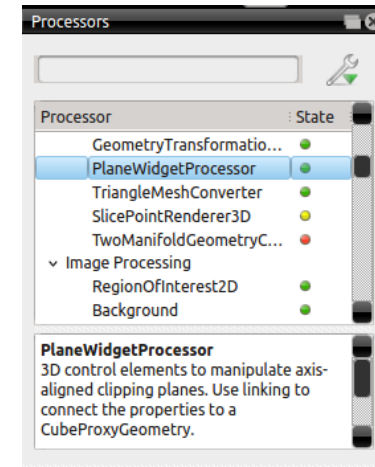 Processors
Processor State
GeometryTransformatio...
PlaneWidgetProcessor
TriangleMeshConverter
SlicePointRenderer3D
TwoManifoldGeometryC...
Image Processing
RegionOfInterest2D
Background
PlaneWidgetProcessor
3D control elements to manipulate axis-
aligned clipping planes. Use linking to
connect the properties to a
CubeProxyGeometry.